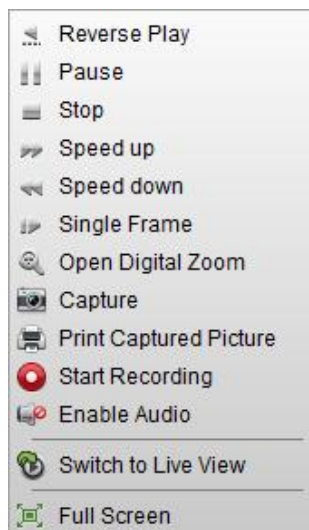 Reverse Play
Pause
Stop
Speed up
Speed down
Single Frame
Open Digital Zoom
Capture
Print Captured Picture
Start Recording
Enable Audio
Switch to Live View
Full Screen